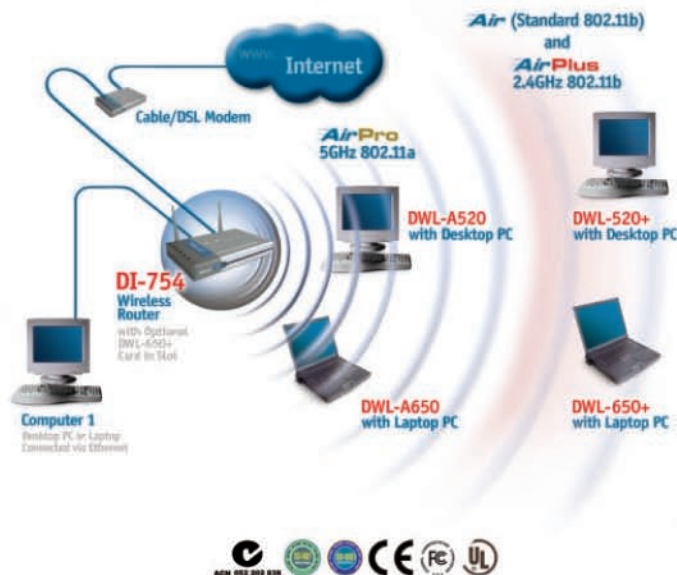 Air (Standard 802.11b)
and
AirPlus
2.4GHz 802.11b
www.
Internet
Cable/DSL Modem
AirPro
5GHz 802.11a
DWL-A520
with Desktop PC
DWL-520+
with Desktop PC
DI-754
Wireless
Router
with Optional
DWL-650+
Card in Slot
DWL-A650
with Laptop PC
DWL-650+
with Laptop PC
Computer 1
Desktop PC or Laptop
Connected via Ethernet
CE
FC
UL